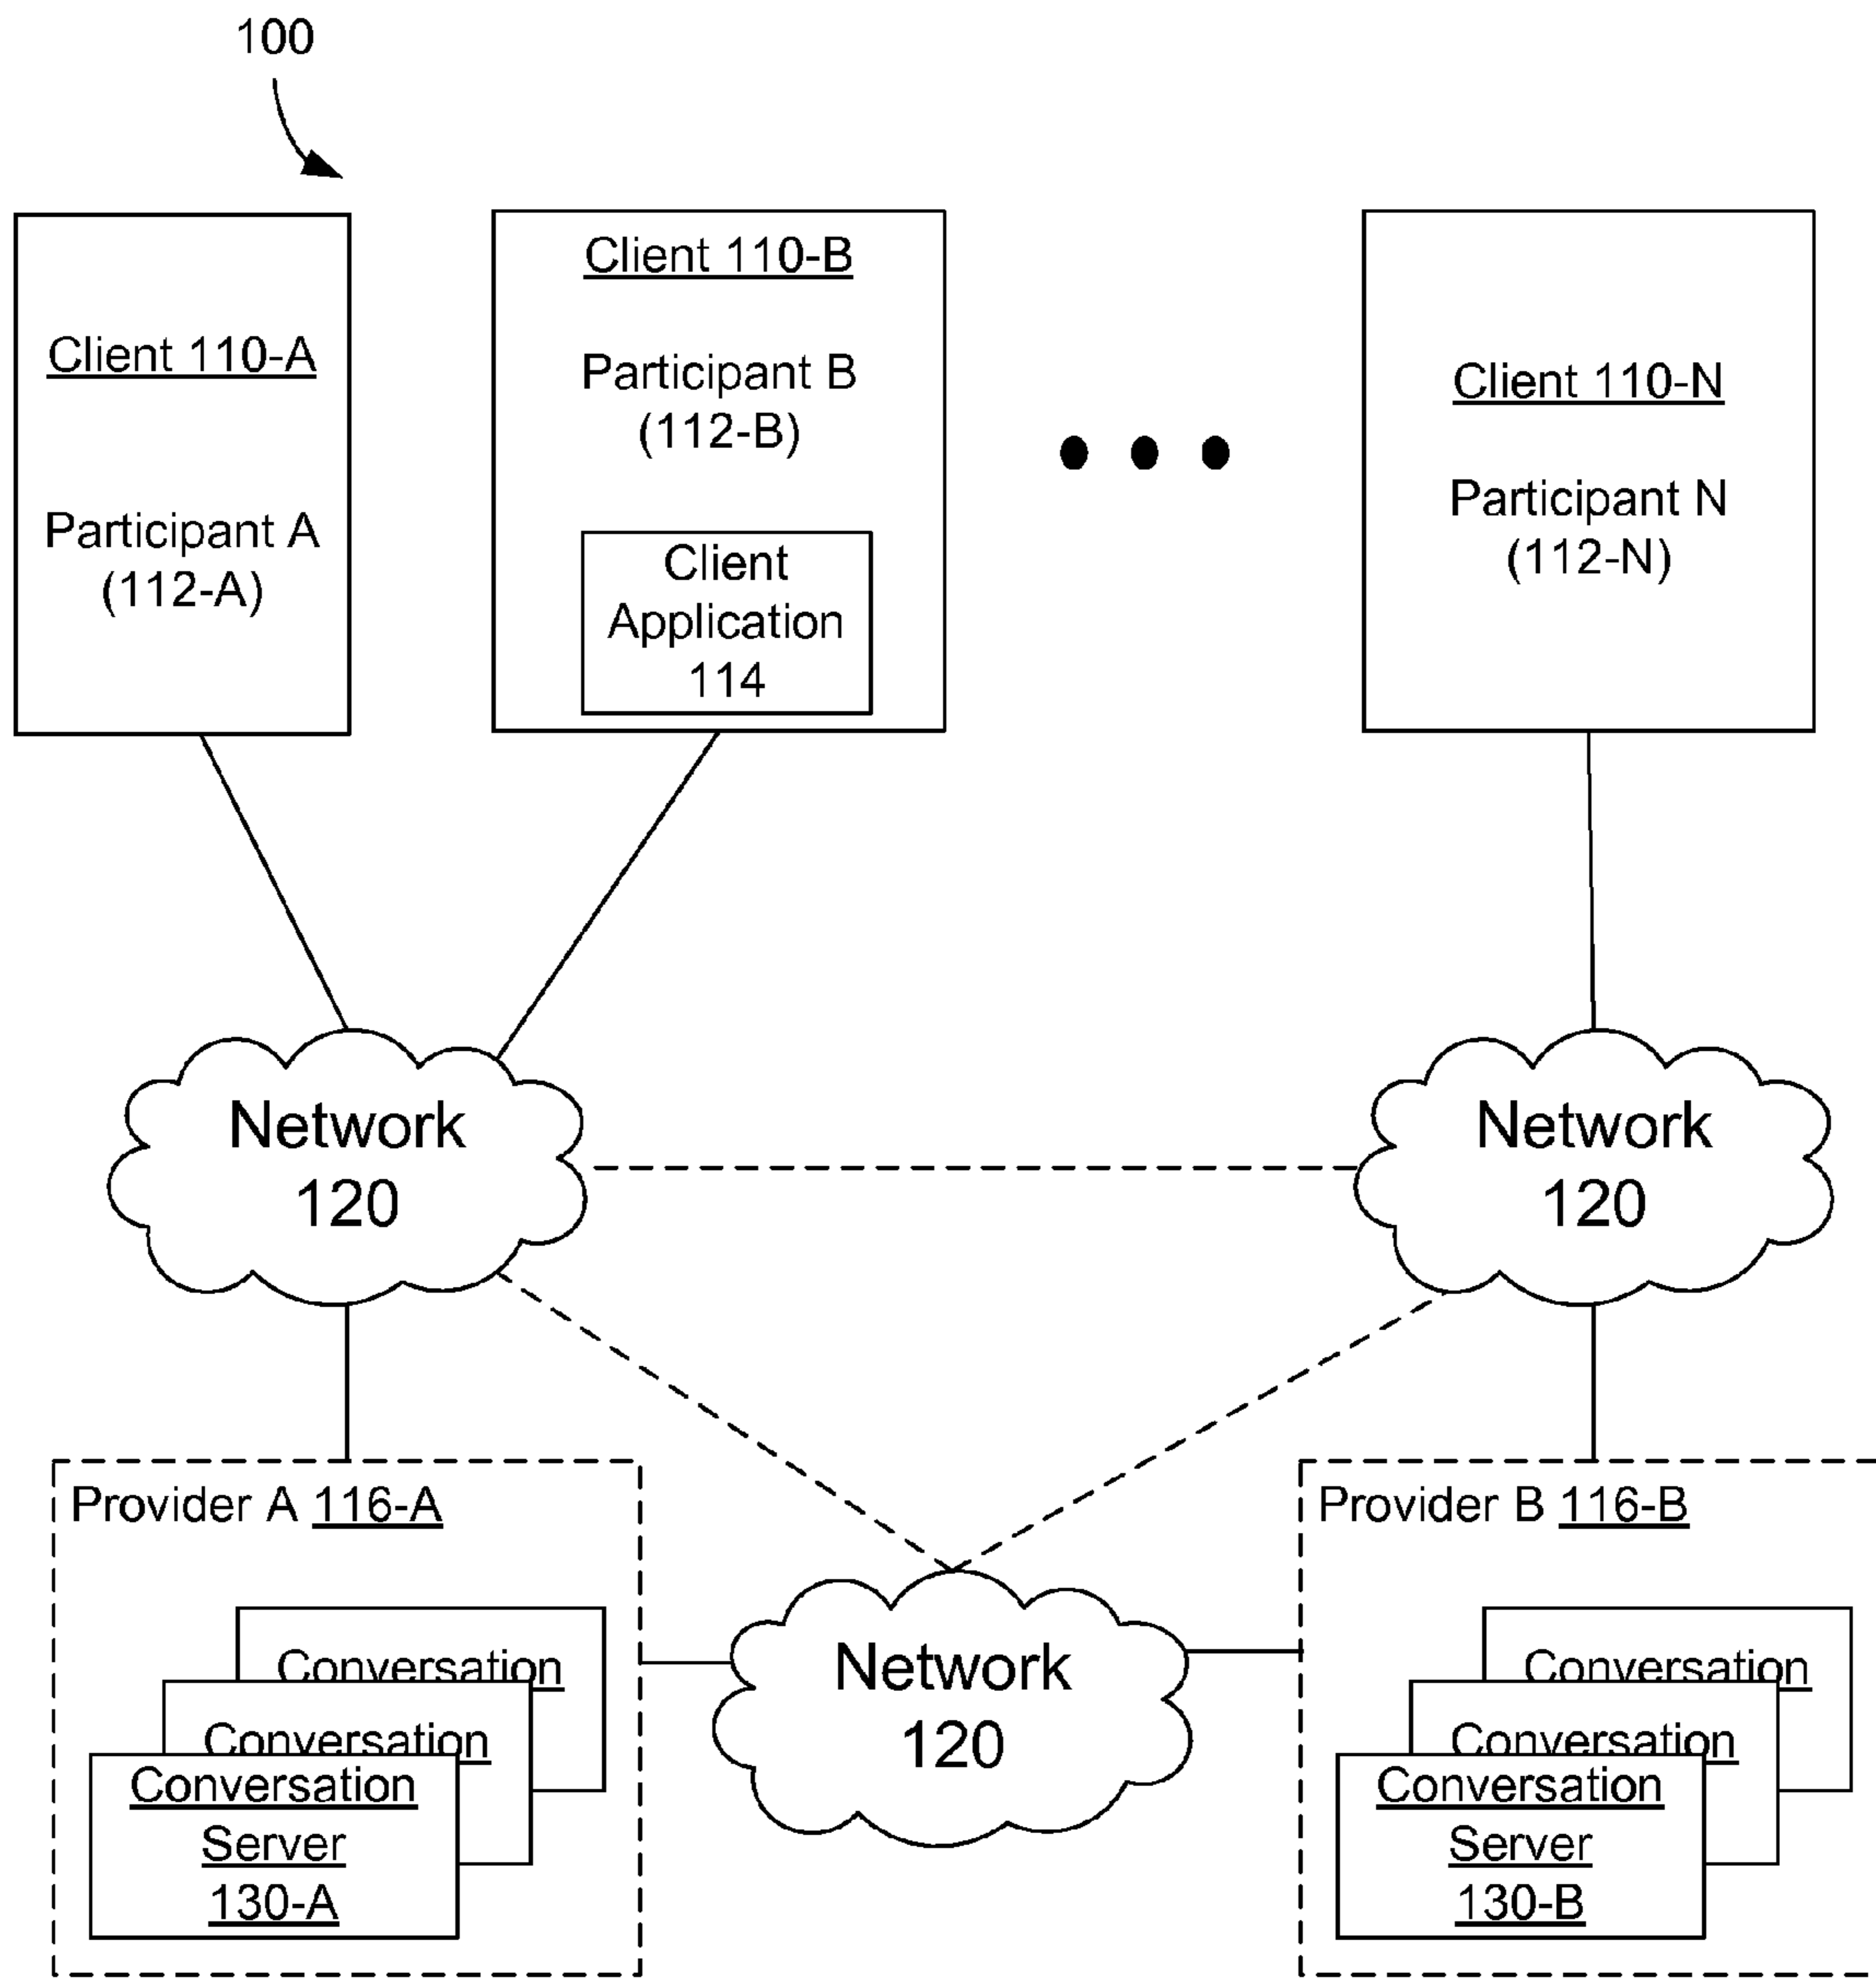 100
Client 110-A
Participant A
(112-A)
Client 110-B
Participant B
(112-B)
Client
Application
114
Client 110-N
Participant N
(112-N)
Network
120
Network
120
Provider A 116-A
Conversation
Conversation
Conversation
Server
130-A
Network
120
Provider B 116-B
Conversation
Conversation
Conversation
Server
130-B